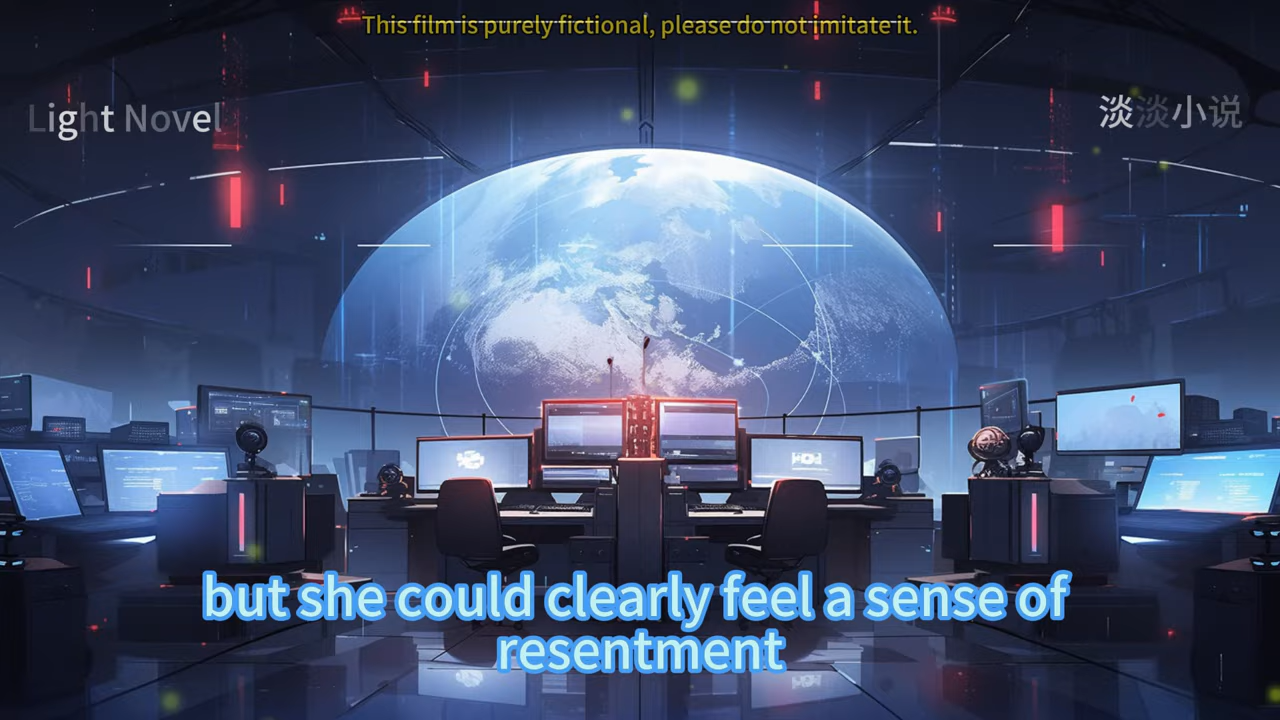 This film is purely fictional, please do not imitate it.
Light Novel
淡淡小说
but she could clearly feel a sense of
resentment